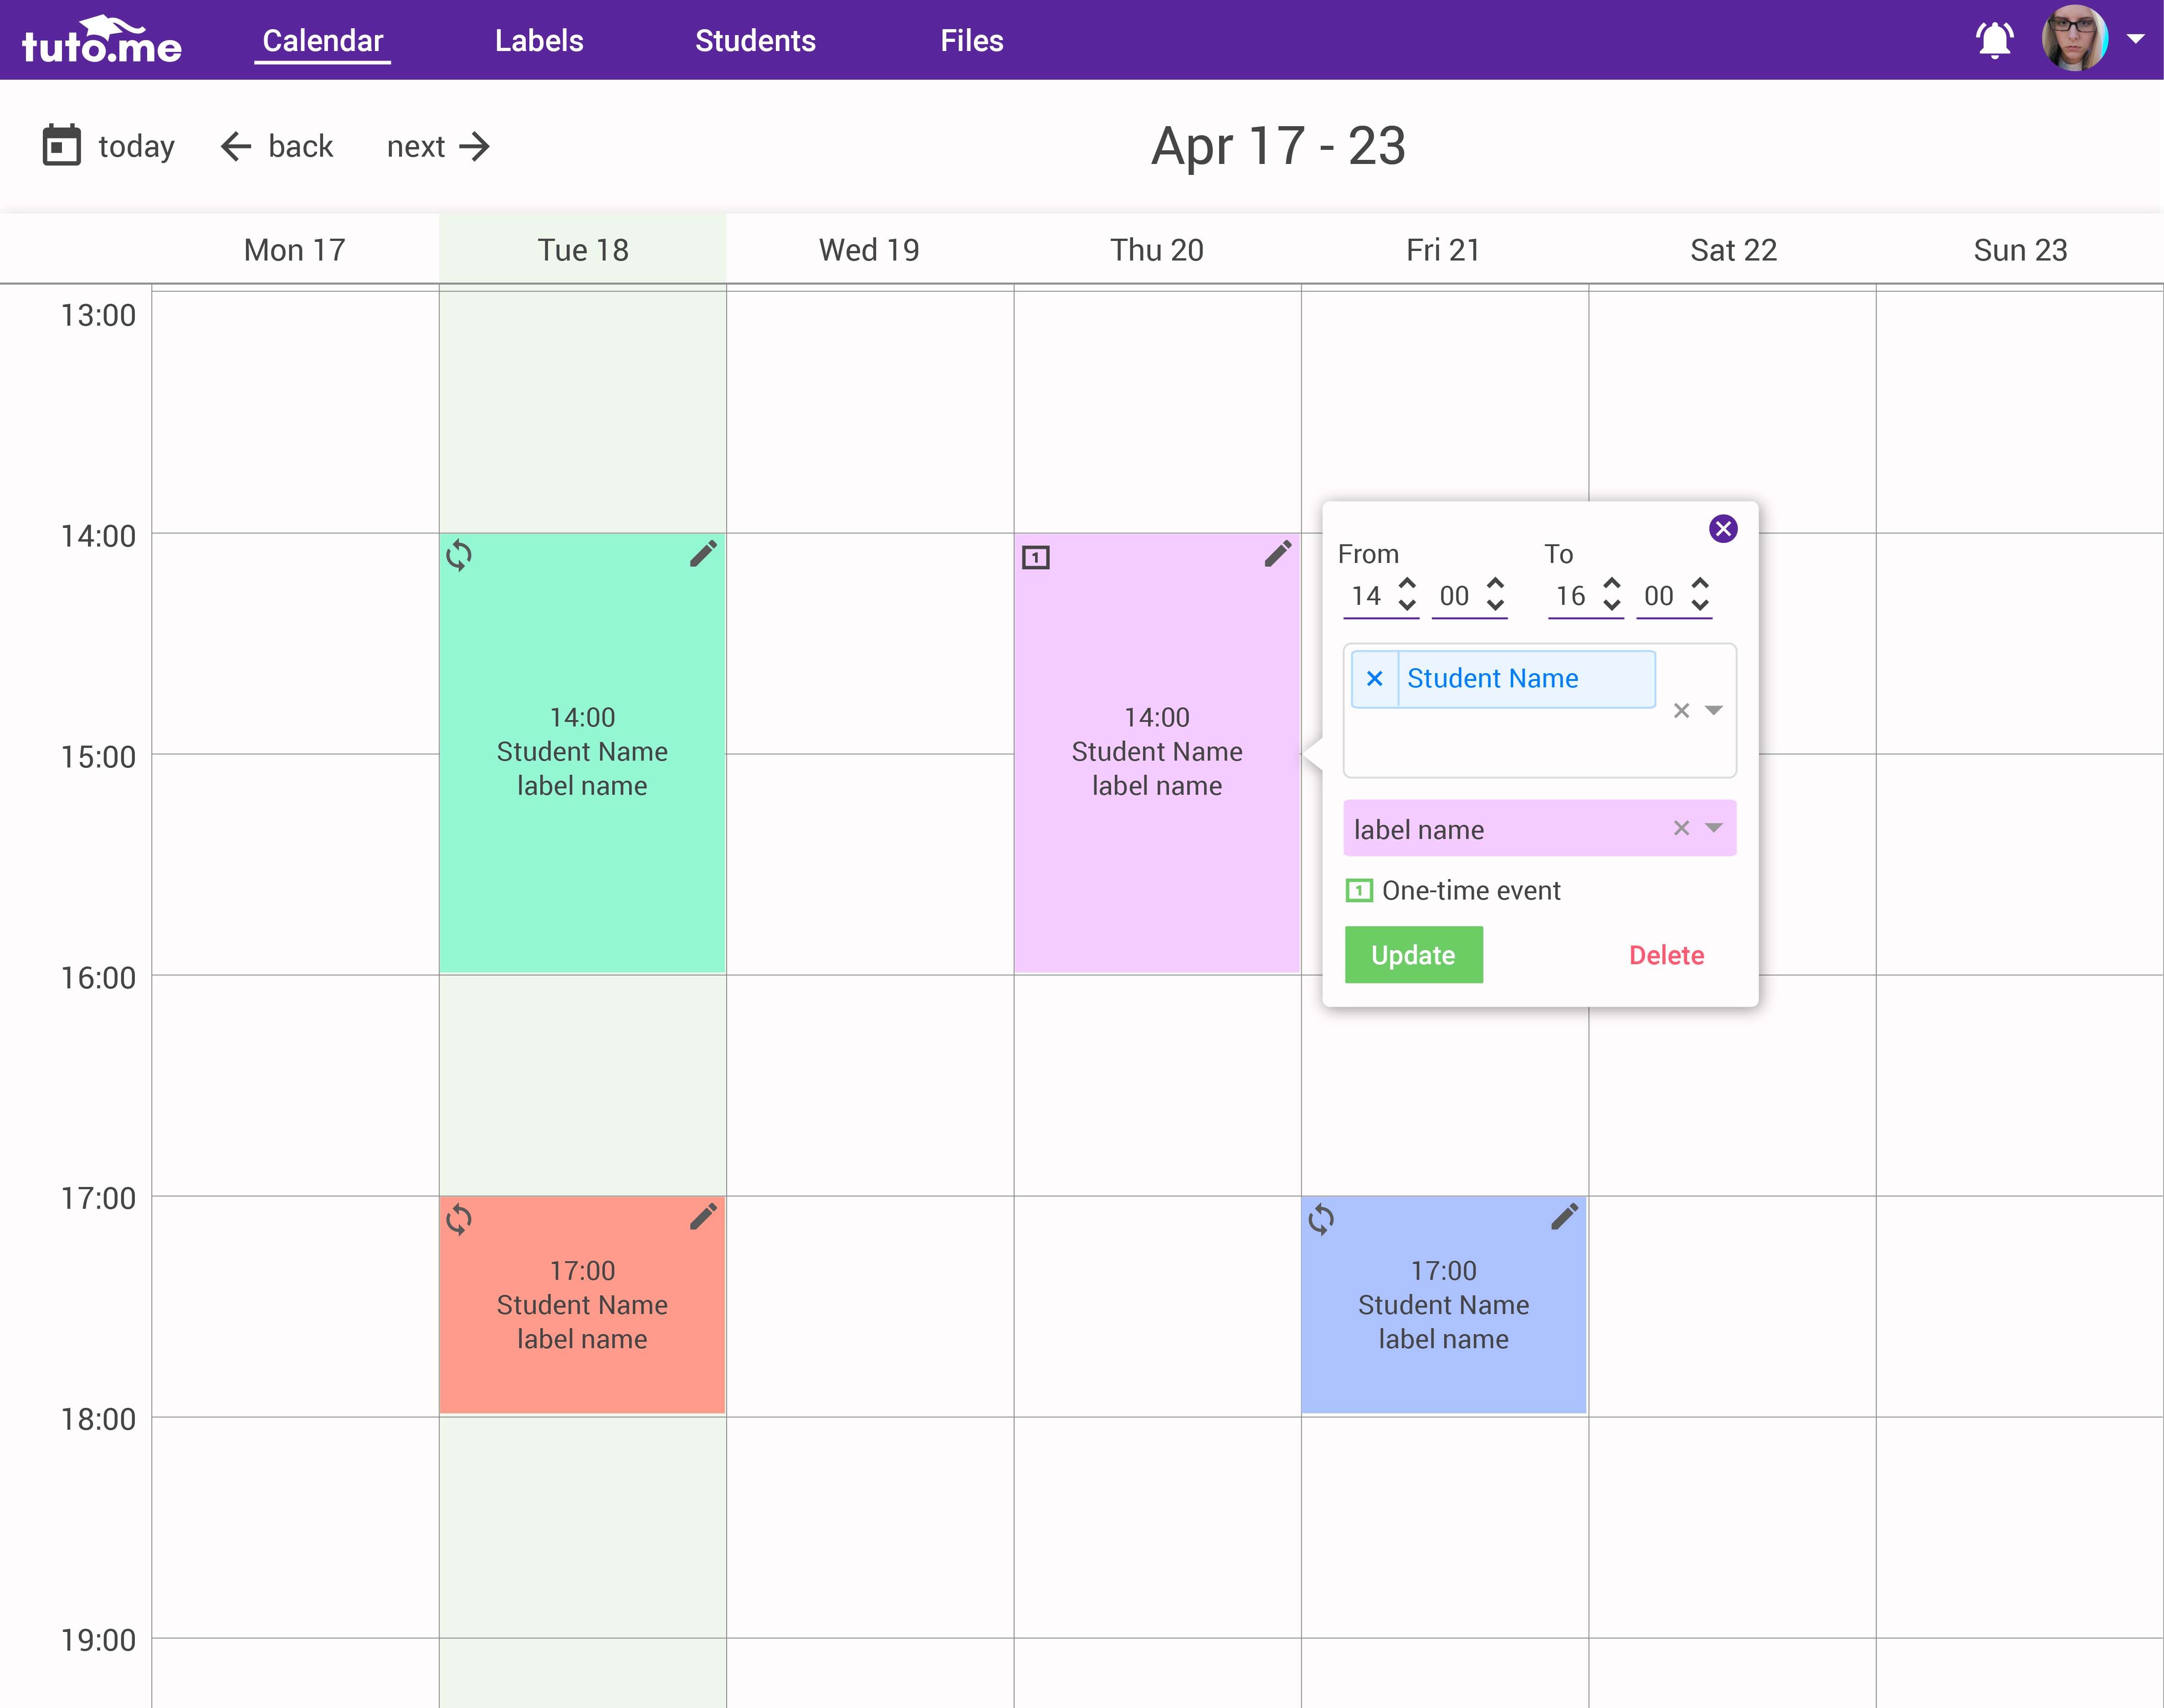 tuto.me Calendar Labels Students Files
today back next Apr 17 - 23
Mon 17 Tue 18 Wed 19 Thu 20 Fri 21 Sat 22 Sun 23
13:00
14:00
15:00
16:00
17:00
18:00
19:00
14:00
Student Name
label name
17:00
Student Name
label name
1
14:00
Student Name
label name
17:00
Student Name
label name
From To
14 00 16 00
Student Name
label name
1 One-time event
Update Delete